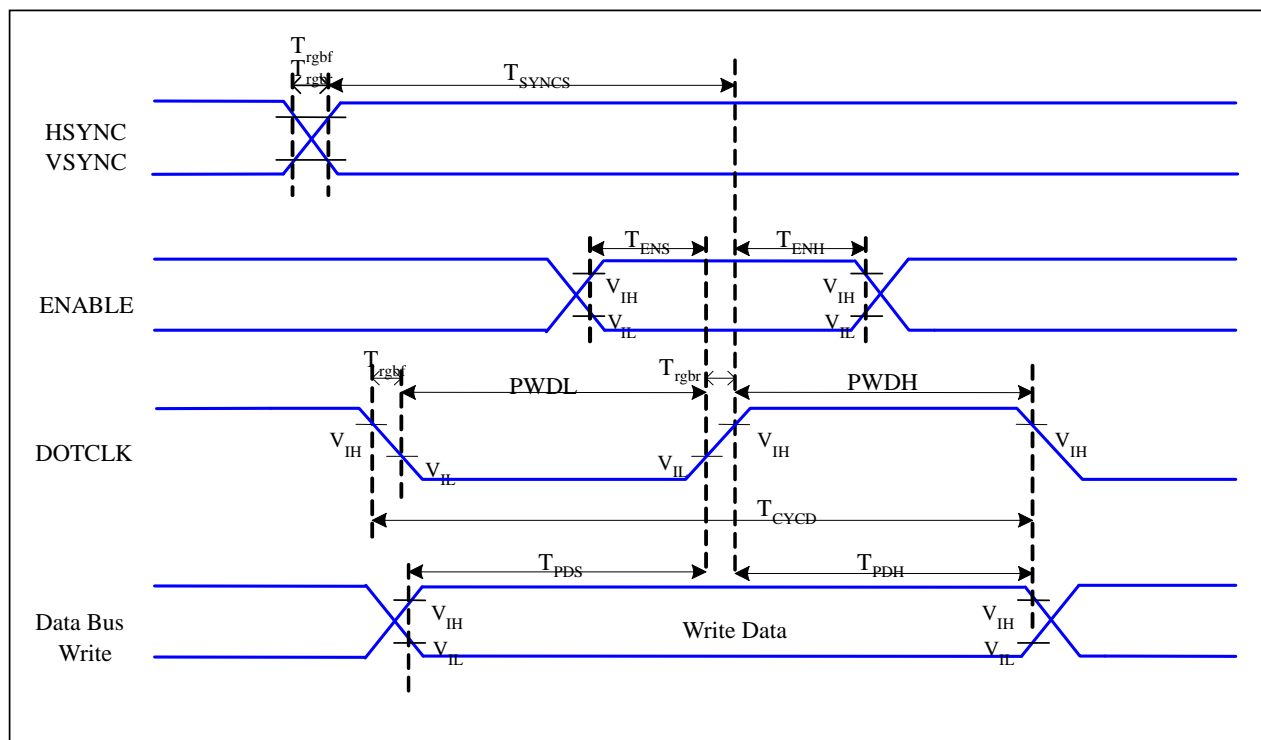 Trgbf
Trgbr
TSYNCS
HSYNC
VSYNC
TENS
TENH
ENABLE
VIH
VIH
VIL
VIL
Trgbf
PWDL
Trgbr
PWDH
DOTCLK
VIH
VIL
VIL
VIH
VIH
TCYCD
TPDS
TPDH
Data Bus
Write
VIH
Write Data
VIH
VIL
VIL